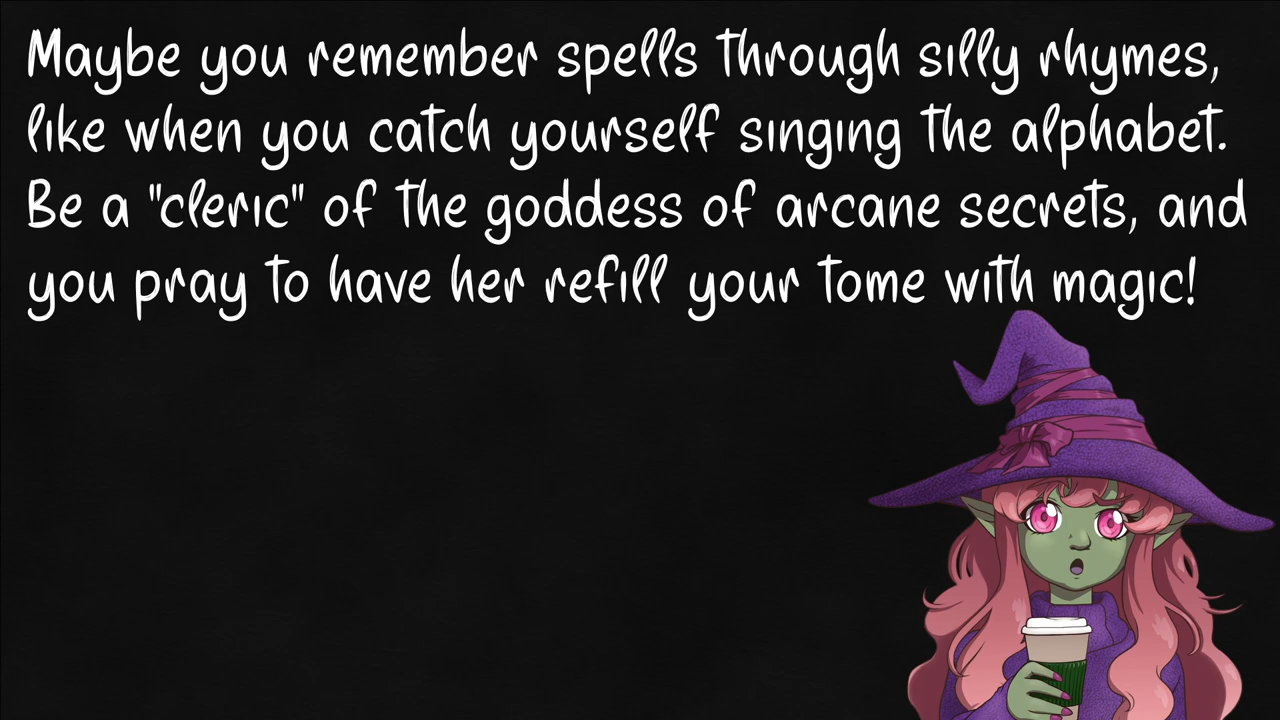 Maybe you remember spells through silly rhymes,
like when you catch yourself singing the alphabet.
Be a "cleric" of the goddess of arcane secrets, and
you pray to have her refill your tome with magic!